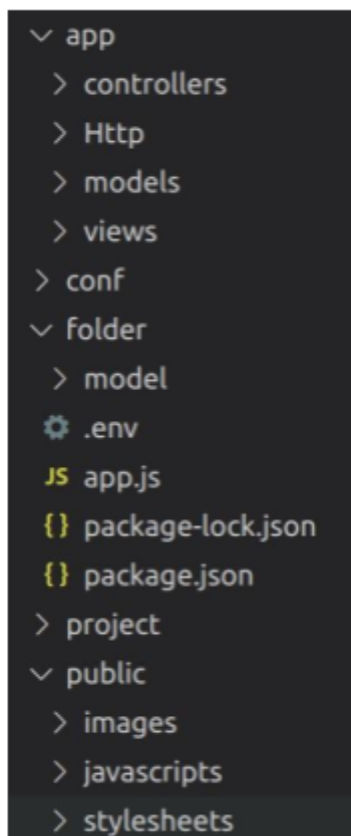 app
controllers
Http
models
views
conf
folder
model
.env
JS app.js
{} package-lock.json
{} package.json
project
public
images
javascripts
stylesheets